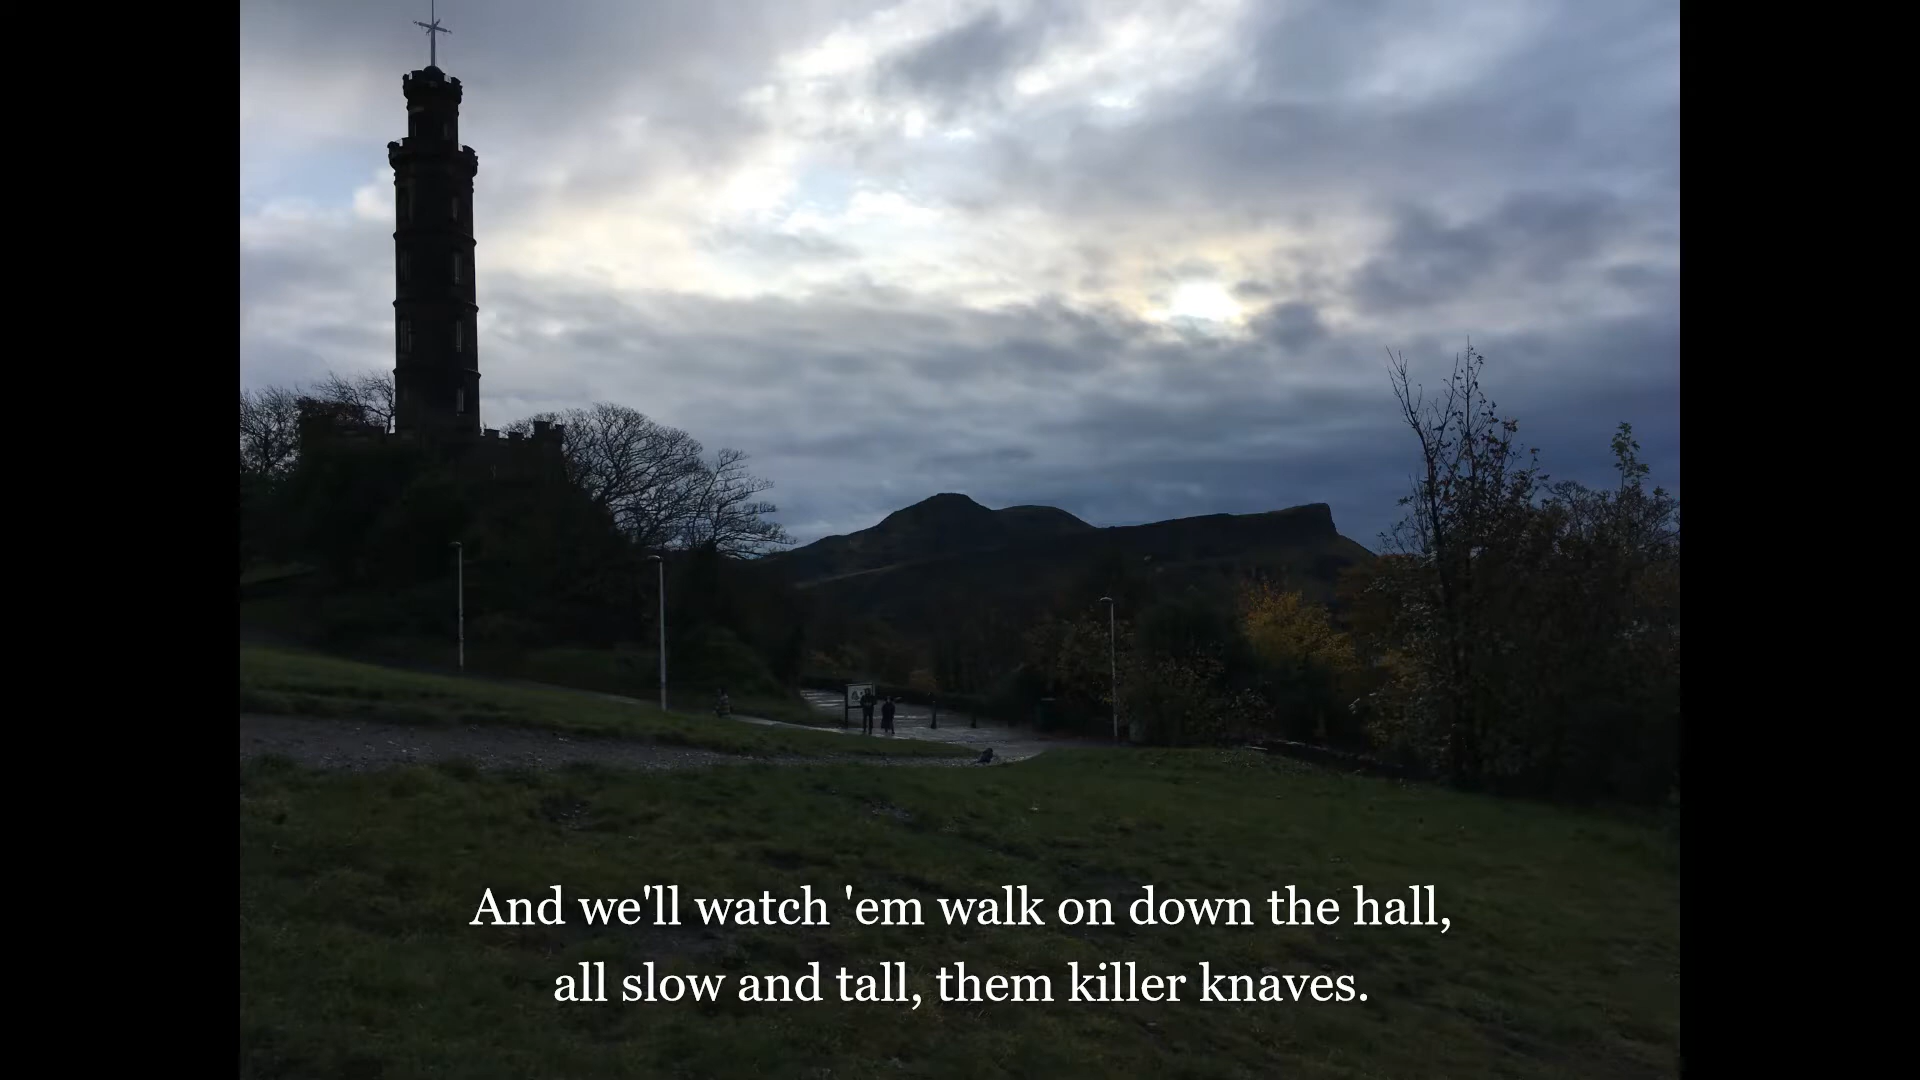 And we'll watch 'em walk on down the hall,
all slow and tall, them killer knaves.